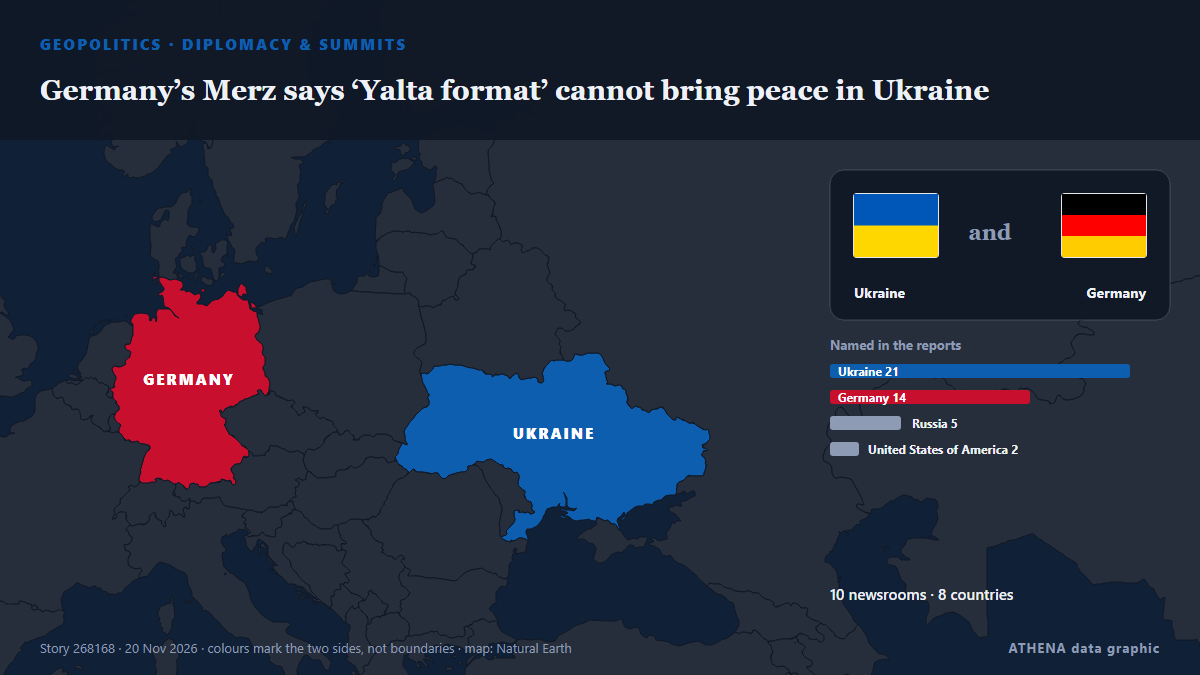 GEOPOLITICS · DIPLOMACY & SUMMITS
Germany’s Merz says ‘Yalta format’ cannot bring peace in Ukraine
and
Ukraine
Germany
Named in the reports
Ukraine 21
Germany 14
Russia 5
United States of America 2
GERMANY
UKRAINE
10 newsrooms · 8 countries
Story 268168 · 20 Nov 2026 · colours mark the two sides, not boundaries · map: Natural Earth
ATHENA data graphic